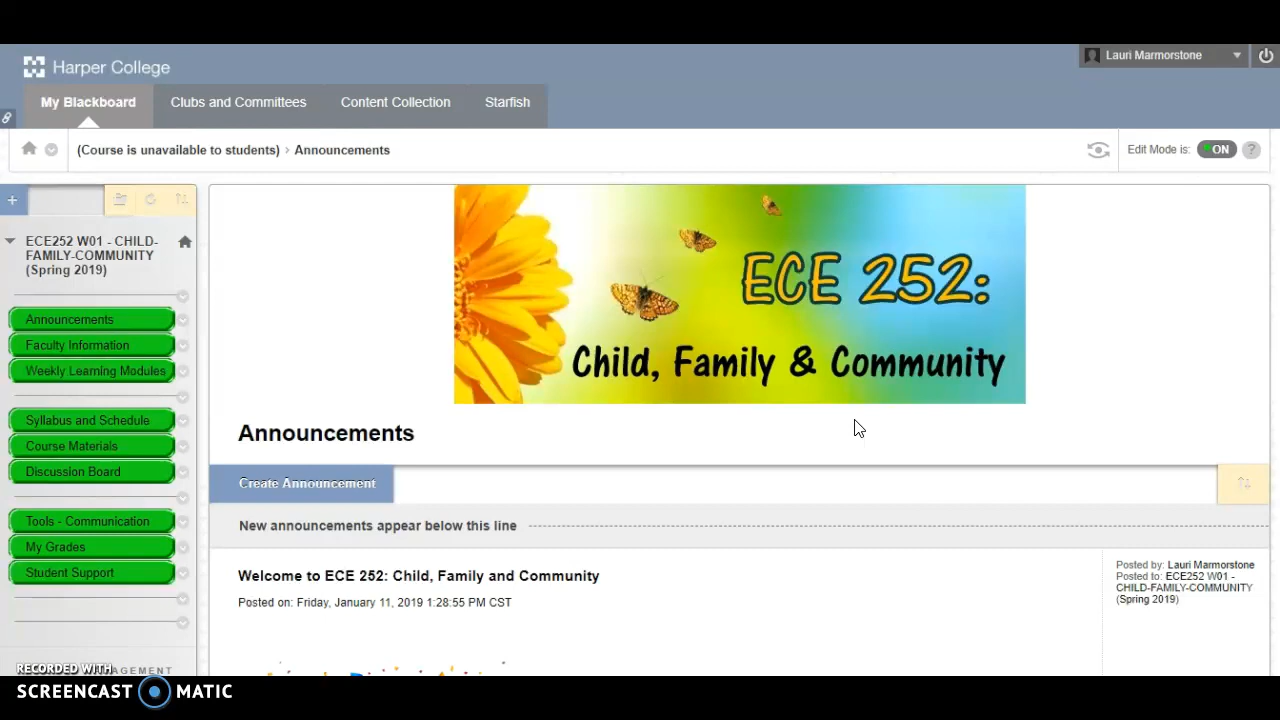 Harper College
Lauri Marmorstone
My Blackboard
Clubs and Committees
Content Collection
Starfish
(Course is unavailable to students) > Announcements
Edit Mode is: ON ?
+
ECE252 W01 - CHILD-
FAMILY-COMMUNITY
(Spring 2019)
Announcements
Faculty Information
Weekly Learning Modules
Syllabus and Schedule
Course Materials
Discussion Board
Tools - Communication
My Grades
Student Support
ECE 252:
Child, Family & Community
Announcements
Create Announcement
New announcements appear below this line
Welcome to ECE 252: Child, Family and Community
Posted on: Friday, January 11, 2019 1:28:55 PM CST
Posted by: Lauri Marmorstone
Posted to: ECE252 W01 -
CHILD-FAMILY-COMMUNITY
(Spring 2019)
RECORDED WITH
SCREENCAST MATIC